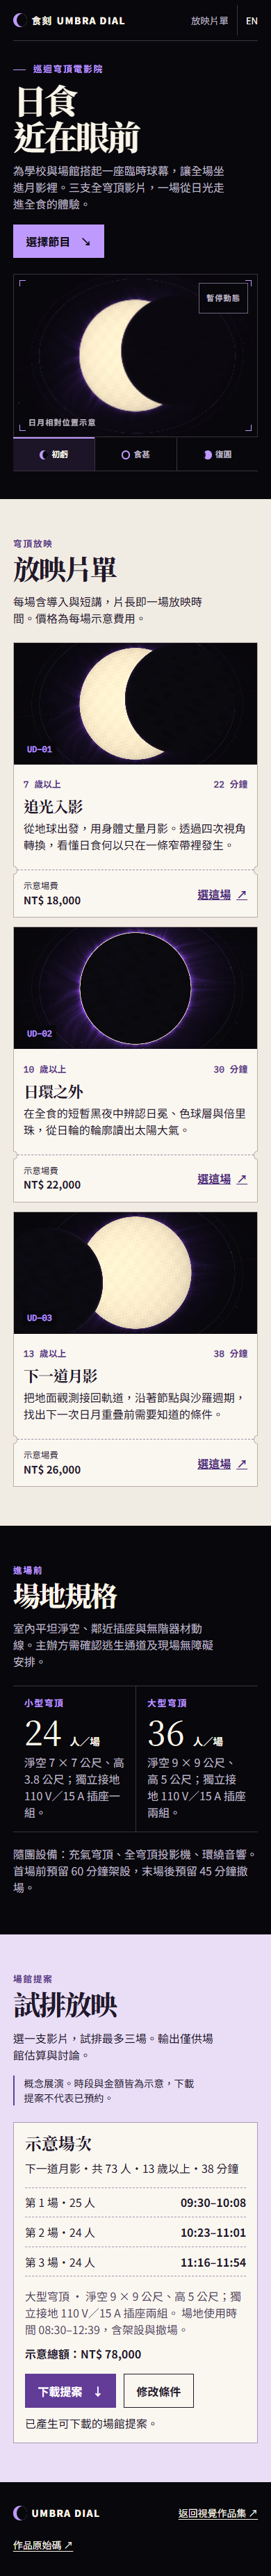 食刻 UMBRA DIAL
放映片單
EN
巡迴穹頂電影院
日食
近在眼前
為學校與場館搭起一座臨時球幕，讓全場坐
進月影裡。三支全穹頂影片，一場從日光走
進全食的體驗。
選擇節目 ↘
暫停動態
日月相對位置示意
初虧
食甚
復圓
穹頂放映
放映片單
每場含導入與短講，片長即一場放映時
間。價格為每場示意費用。
UD-01
7 歲以上
22 分鐘
追光入影
從地球出發，用身體丈量月影。透過四次視角
轉換，看懂日食何以只在一條窄帶裡發生。
示意場費
NT$ 18,000
選這場 ↗
UD-02
10 歲以上
30 分鐘
日環之外
在全食的短暫黑夜中辨認日冕、色球層與倍里
珠，從日輪的輪廓讀出太陽大氣。
示意場費
NT$ 22,000
選這場 ↗
UD-03
13 歲以上
38 分鐘
下一道月影
把地面觀測接回軌道，沿著節點與沙羅週期，
找出下一次日月重疊前需要知道的條件。
示意場費
NT$ 26,000
選這場 ↗
進場前
場地規格
室內平坦淨空、鄰近插座與無階器材動
線。主辦方需確認逃生通道及現場無障礙
安排。
小型穹頂
24 人／場
淨空 7 × 7 公尺、高
3.8 公尺；獨立接地
110 V／15 A 插座一
組。
大型穹頂
36 人／場
淨空 9 × 9 公尺、
高 5 公尺；獨立接
地 110 V／15 A 插座
兩組。
隨團設備：充氣穹頂、全穹頂投影機、環繞音響。
首場前預留 60 分鐘架設，末場後預留 45 分鐘撤
場。
場館提案
試排放映
選一支影片，試排最多三場。輸出僅供場
館估算與討論。
概念展演。時段與金額皆為示意，下載
提案不代表已預約。
示意場次
下一道月影・共 73 人・13 歲以上・38 分鐘
第 1 場・25 人
09:30–10:08
第 2 場・24 人
10:23–11:01
第 3 場・24 人
11:16–11:54
大型穹頂 ・ 淨空 9 × 9 公尺、高 5 公尺；獨
立接地 110 V／15 A 插座兩組。 場地使用時
間 08:30–12:39，含架設與撤場。
示意總額：NT$ 78,000
下載提案 ↓
修改條件
已產生可下載的場館提案。
UMBRA DIAL
返回視覺作品集 ↗
作品原始碼 ↗